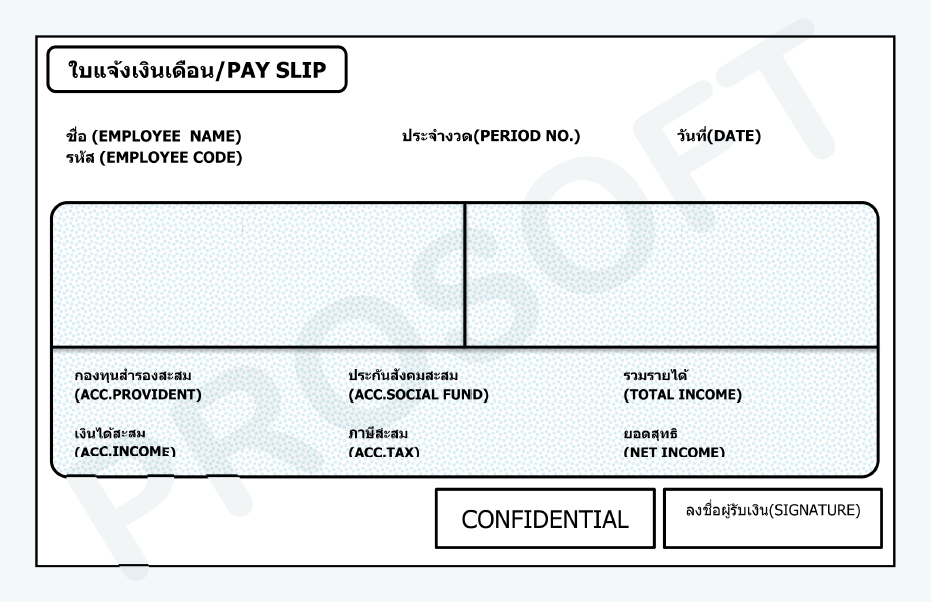 ใบแจ้งเงินเดือน/PAY SLIP
ชื่อ (EMPLOYEE NAME) ประจำงวด(PERIOD NO.) วันที่(DATE)
รหัส (EMPLOYEE CODE)
กองทุนสำรองสะสม ประกันสังคมสะสม รวมรายได้
(ACC.PROVIDENT) (ACC.SOCIAL FUND) (TOTAL INCOME)
เงินได้สะสม ภาษีสะสม ยอดสุทธิ
(ACC.INCOME) (ACC.TAX) (NET INCOME)
CONFIDENTIAL ลงชื่อผู้รับเงิน(SIGNATURE)
PROSOFT